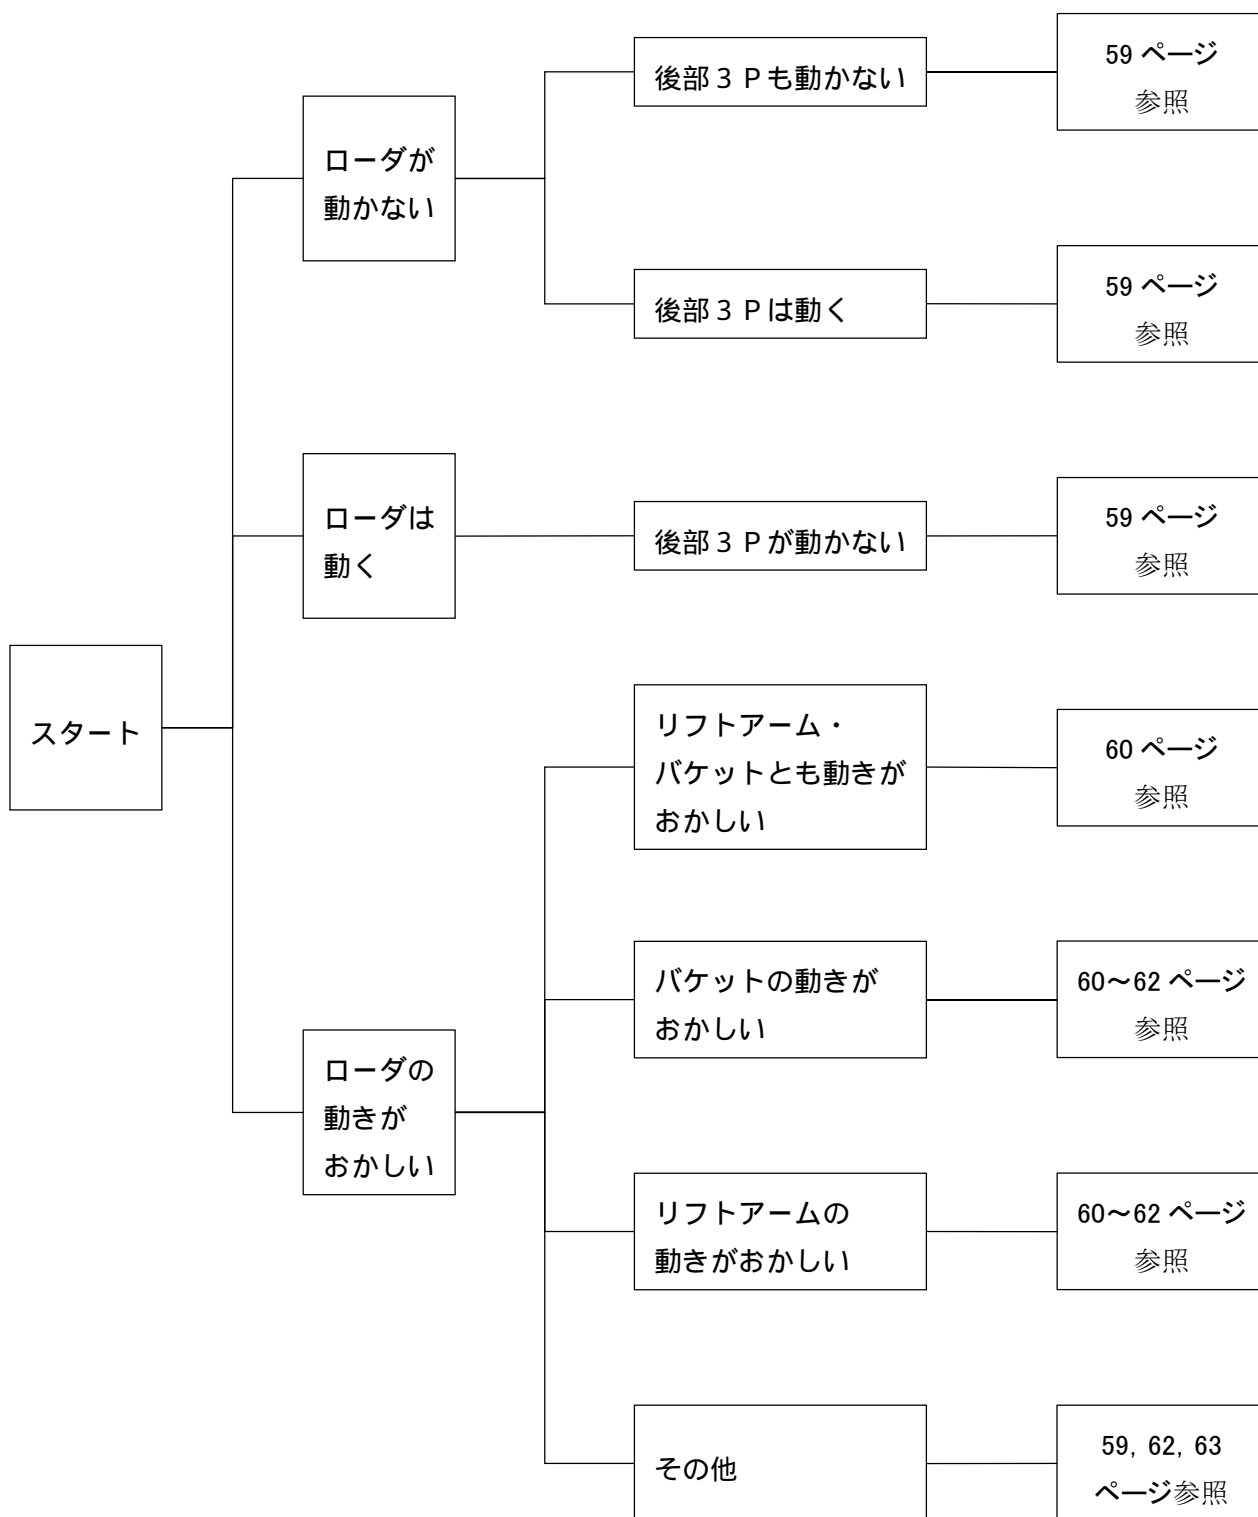 スタート
ローダが
動かない
後部３Ｐも動かない
59 ページ
参照
後部３Ｐは動く
59 ページ
参照
ローダは
動く
後部３Ｐが動かない
59 ページ
参照
ローダの
動きが
おかしい
リフトアーム・
バケットとも動きが
おかしい
60 ページ
参照
バケットの動きが
おかしい
60～62 ページ
参照
リフトアームの
動きがおかしい
60～62 ページ
参照
その他
59, 62, 63
ページ参照